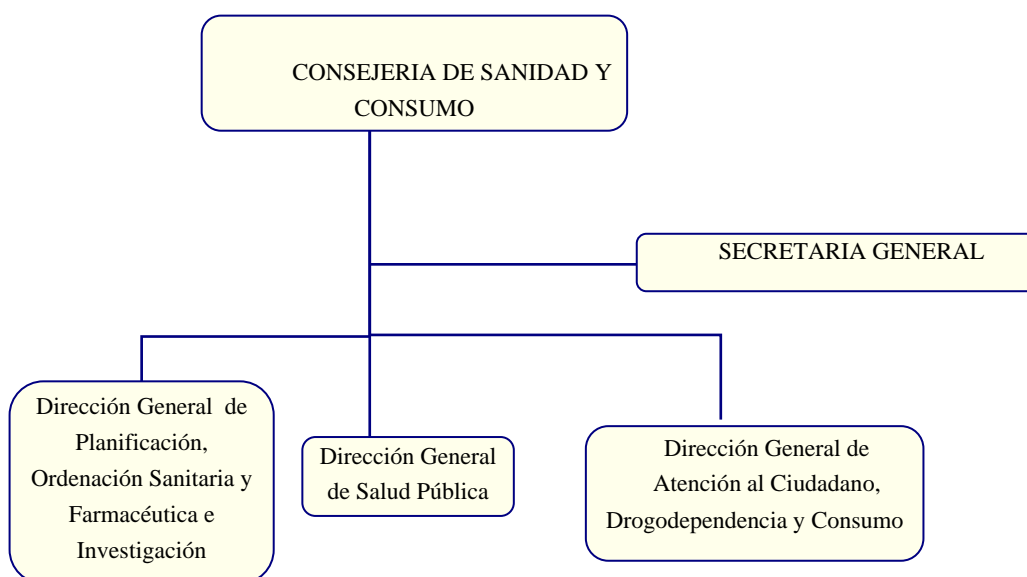 CONSEJERIA DE SANIDAD Y
CONSUMO
SECRETARIA GENERAL
Dirección General de
Planificación,
Ordenación Sanitaria y
Farmacéutica e
Investigación
Dirección General
de Salud Pública
Dirección General de
Atención al Ciudadano,
Drogodependencia y Consumo